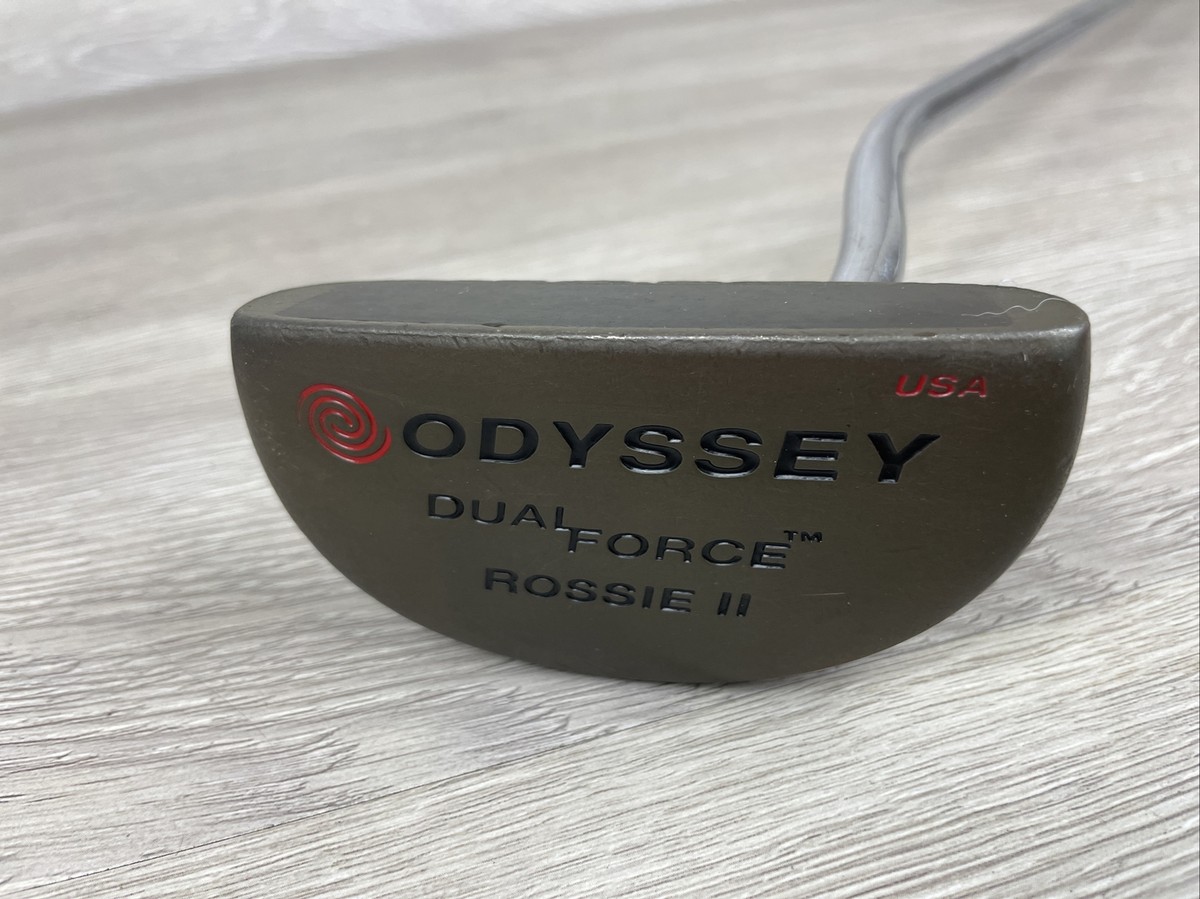 USA
ODYSSEY
DUAL FORCE™
ROSSIE II